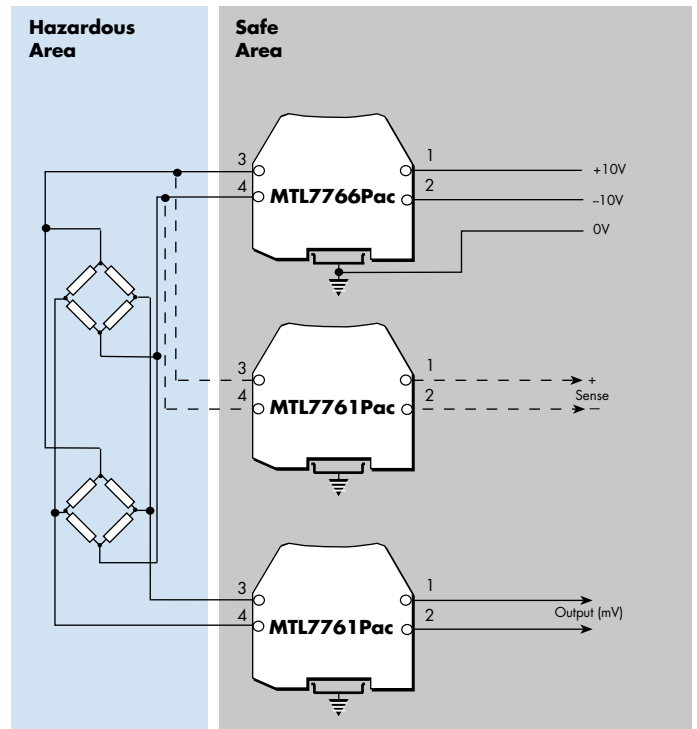 Hazardous
Area
Safe
Area
3
1
+10V
4
MTL7766Pac
2
–10V
0V
3
1
+
Sense
4
MTL7761Pac
2
–
3
1
Output (mV)
4
MTL7761Pac
2